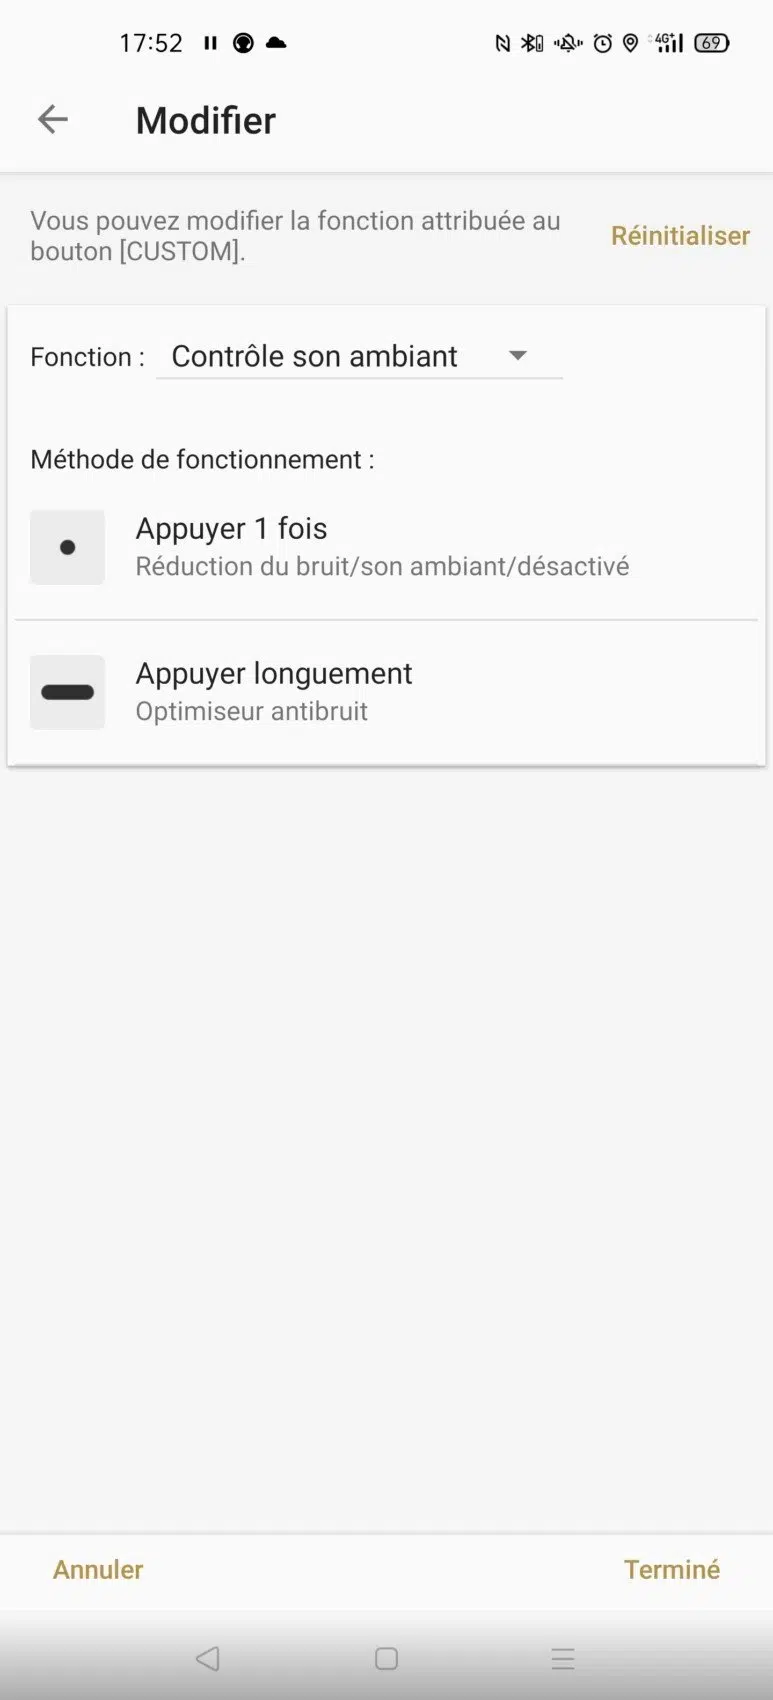 17:52
4G+
69
Modifier
Vous pouvez modifier la fonction attribuée au
bouton [CUSTOM].
Réinitialiser
Fonction : Contrôle son ambiant
Méthode de fonctionnement :
Appuyer 1 fois
Réduction du bruit/son ambiant/désactivé
Appuyer longuement
Optimiseur antibruit
Annuler
Terminé